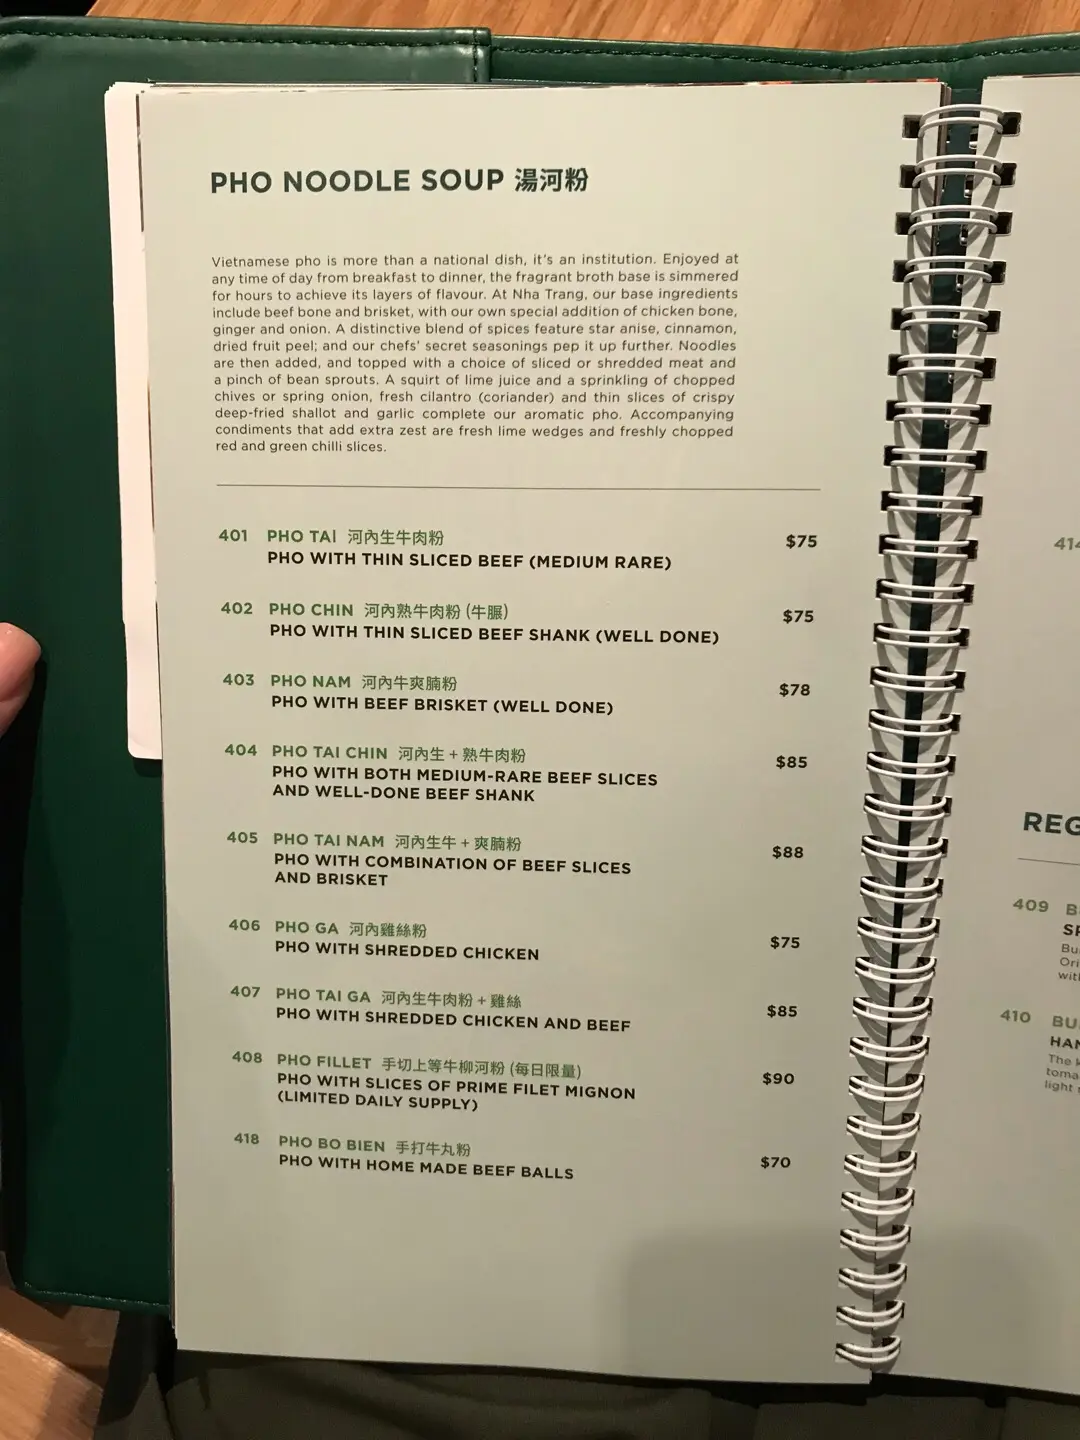 PHO NOODLE SOUP 湯河粉
Vietnamese pho is more than a national dish, it's an institution. Enjoyed at
any time of day from breakfast to dinner, the fragrant broth base is simmered
for hours to achieve its layers of flavour. At Nha Trang, our base ingredients
include beef bone and brisket, with our own special addition of chicken bone,
ginger and onion. A distinctive blend of spices feature star anise, cinnamon,
dried fruit peel; and our chefs' secret seasonings pep it up further. Noodles
are then added, and topped with a choice of sliced or shredded meat and
a pinch of bean sprouts. A squirt of lime juice and a sprinkling of chopped
chives or spring onion, fresh cilantro (coriander) and thin slices of crispy
deep-fried shallot and garlic complete our aromatic pho. Accompanying
condiments that add extra zest are fresh lime wedges and freshly chopped
red and green chilli slices.
401 PHO TAI 河內生牛肉粉 $75
PHO WITH THIN SLICED BEEF (MEDIUM RARE)
402 PHO CHIN 河內熟牛肉粉 (牛𦟌) $75
PHO WITH THIN SLICED BEEF SHANK (WELL DONE)
403 PHO NAM 河內牛爽腩粉 $78
PHO WITH BEEF BRISKET (WELL DONE)
404 PHO TAI CHIN 河內生 + 熟牛肉粉 $85
PHO WITH BOTH MEDIUM-RARE BEEF SLICES
AND WELL-DONE BEEF SHANK
405 PHO TAI NAM 河內生牛 + 爽腩粉 $88
PHO WITH COMBINATION OF BEEF SLICES
AND BRISKET
406 PHO GA 河內雞絲粉 $75
PHO WITH SHREDDED CHICKEN
407 PHO TAI GA 河內生牛肉粉 + 雞絲 $85
PHO WITH SHREDDED CHICKEN AND BEEF
408 PHO FILLET 手切上等牛柳河粉 (每日限量) $90
PHO WITH SLICES OF PRIME FILET MIGNON
(LIMITED DAILY SUPPLY)
418 PHO BO BIEN 手打牛丸粉 $70
PHO WITH HOME MADE BEEF BALLS
414
REG
409
410 BU
HAN
The
toma
light